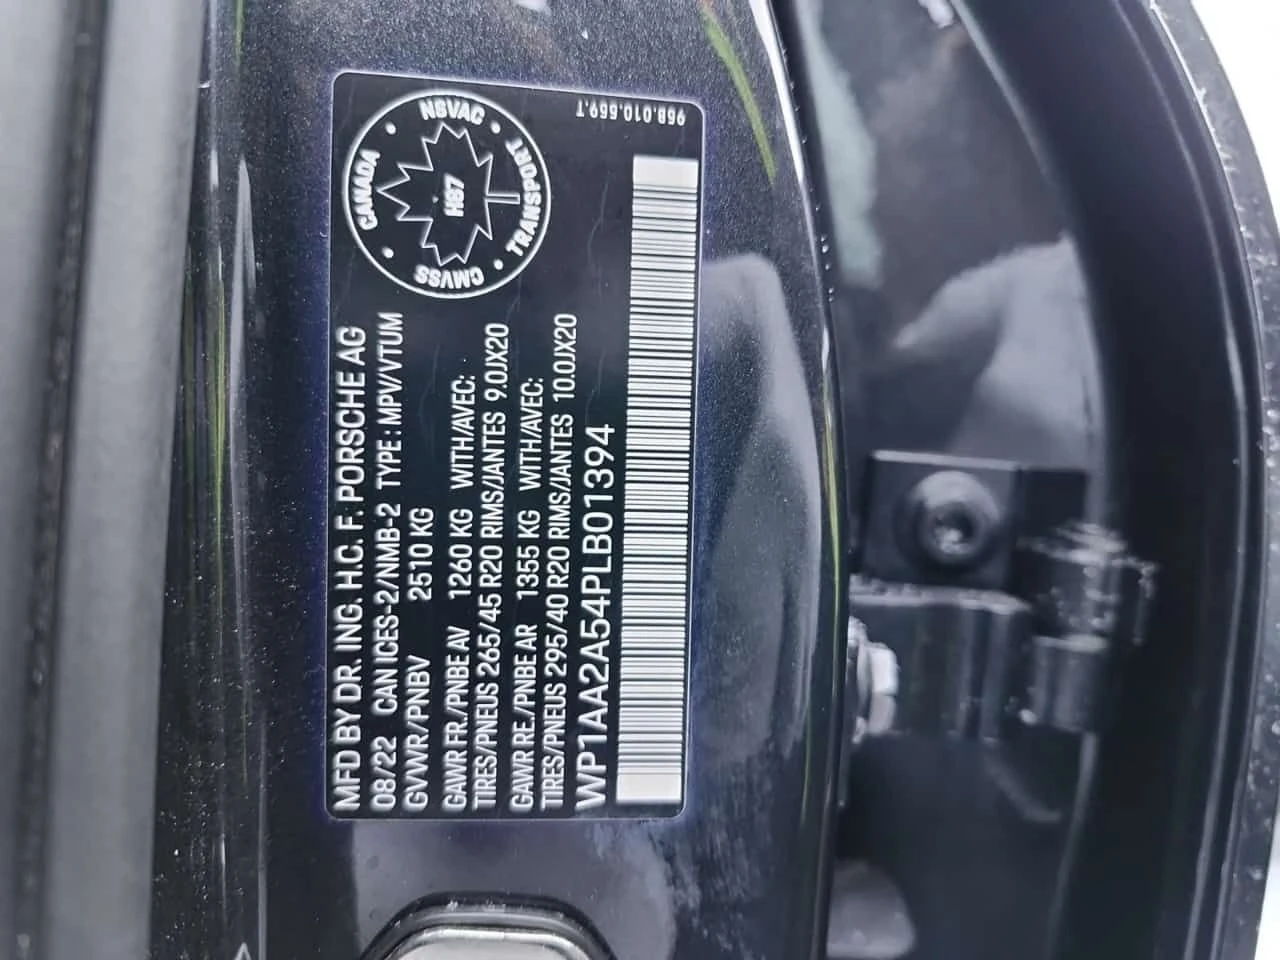 MFD BY DR. ING. H.C. F. PORSCHE AG
08/22 CAN ICES-2/NMB-2 TYPE: MPV/VTUM
GVWR/PNBV 2510 KG
GAWR FR./PNBE AV 1260 KG WITH/AVEC:
TIRES/PNEUS 265/45 R20 RIMS/JANTES 9.0JX20
GAWR RE./PNBE AR 1355 KG WITH/AVEC:
TIRES/PNEUS 295/40 R20 RIMS/JANTES 10.0JX20
WP1AA2A54PLB01394
CANADA • NSVAC • TRANSPORT • CMVSS •
H87
95B.010.559.T